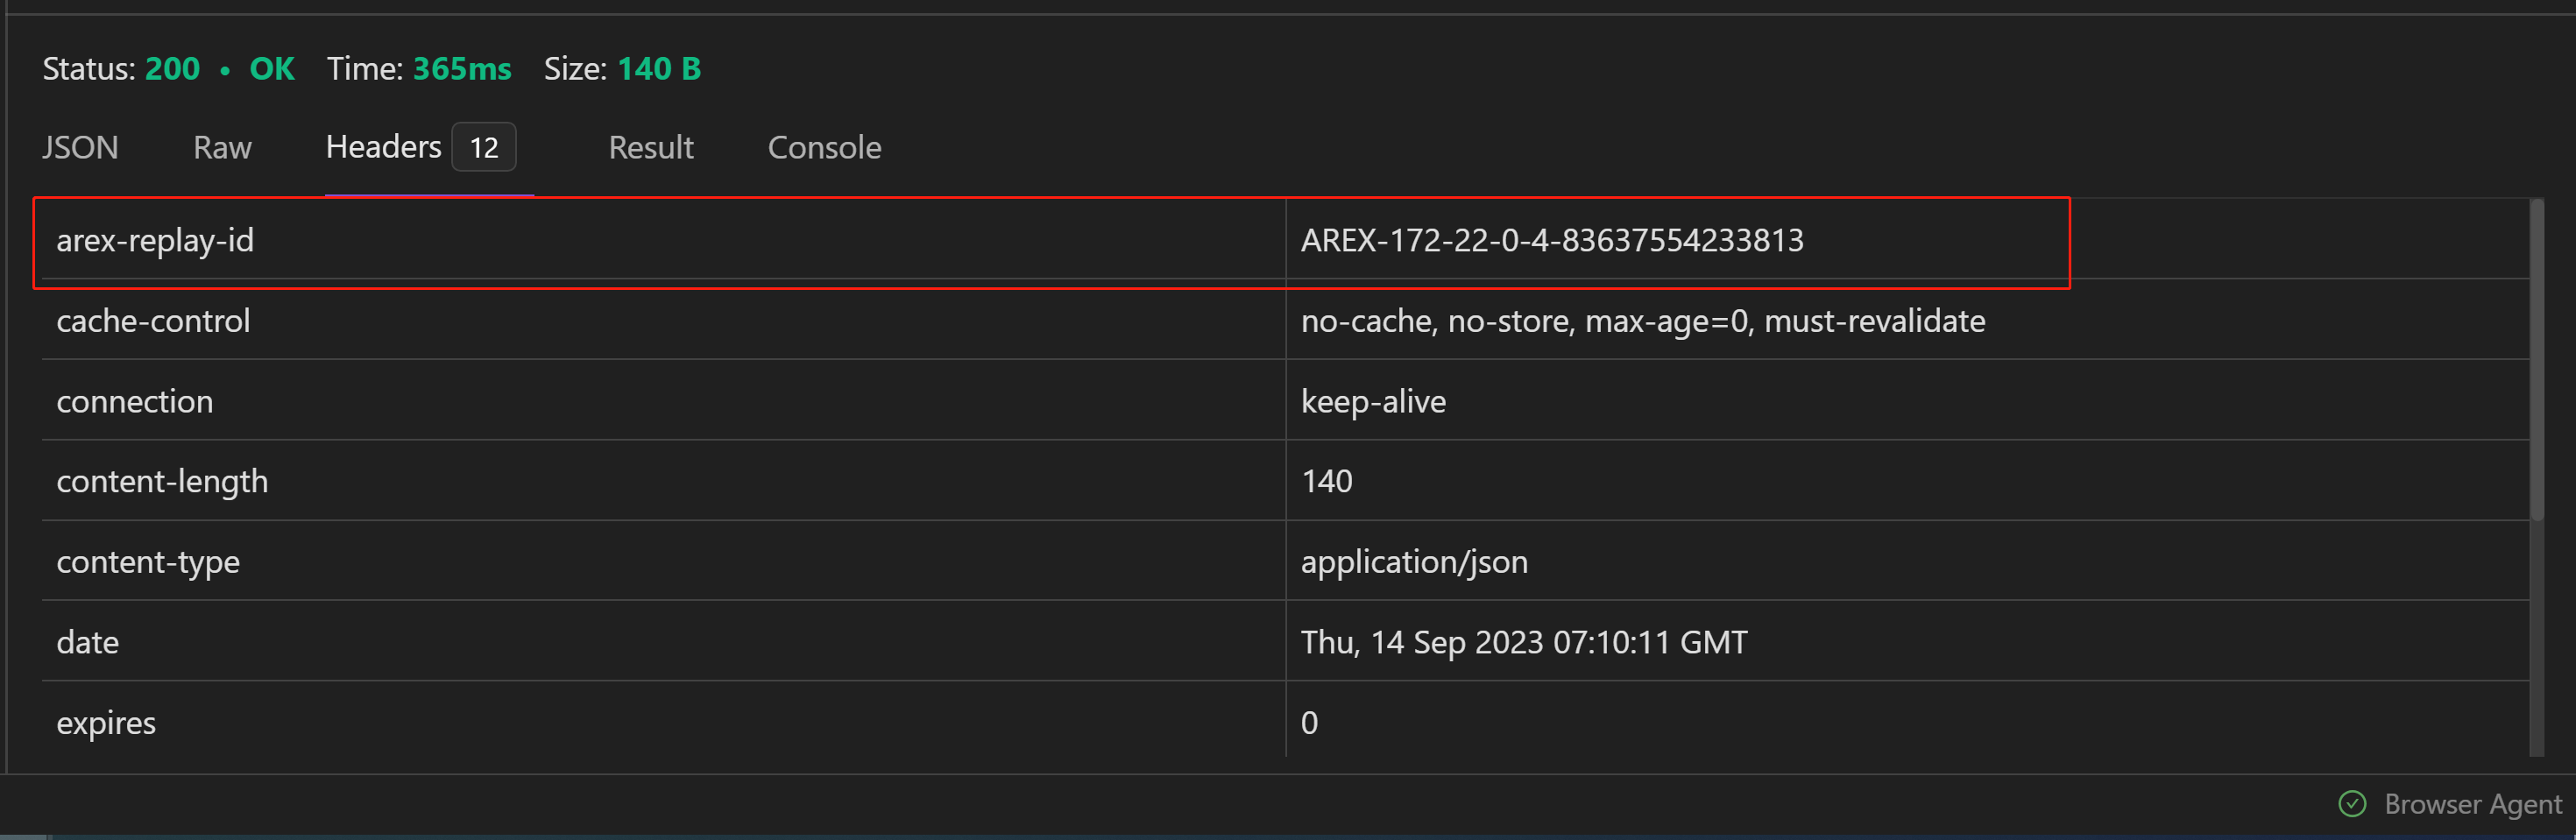 Status: 200 • OK Time: 365ms Size: 140 B
JSON Raw Headers 12 Result Console
arex-replay-id AREX-172-22-0-4-83637554233813
cache-control no-cache, no-store, max-age=0, must-revalidate
connection keep-alive
content-length 140
content-type application/json
date Thu, 14 Sep 2023 07:10:11 GMT
expires 0
Browser Agent